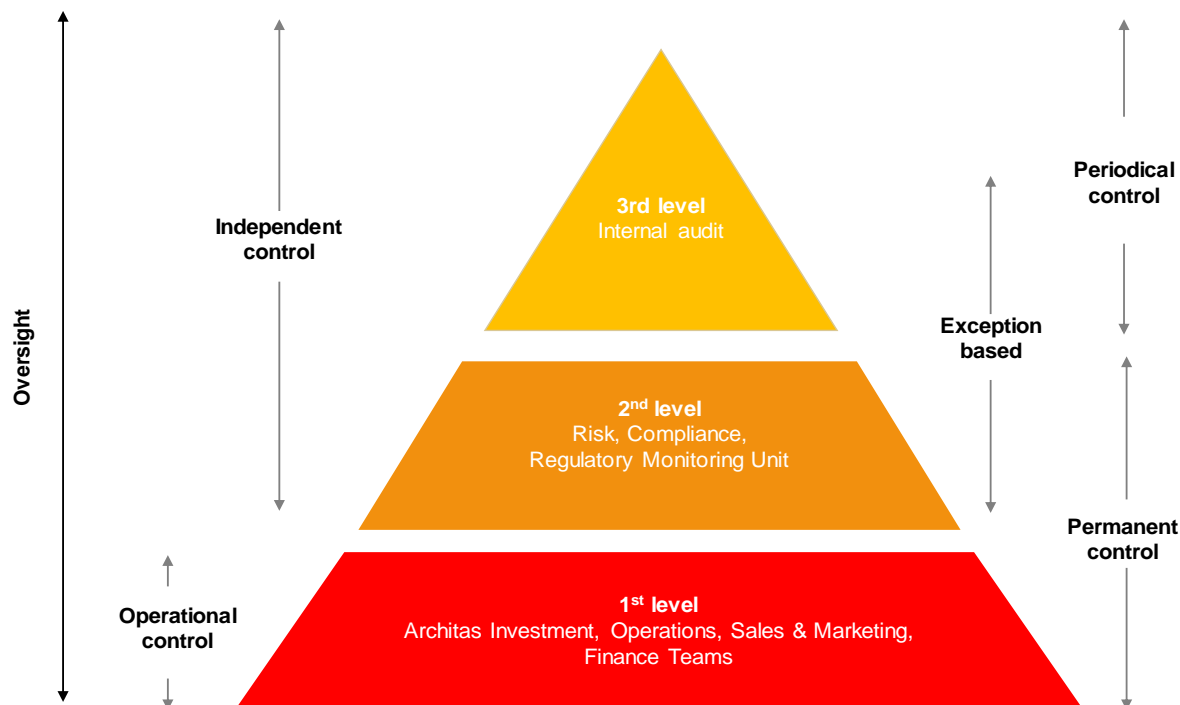 Oversight
Independent
control
Operational
control
3rd level
Internal audit
2nd level
Risk, Compliance,
Regulatory Monitoring Unit
1st level
Architas Investment, Operations, Sales & Marketing,
Finance Teams
Exception
based
Periodical
control
Permanent
control